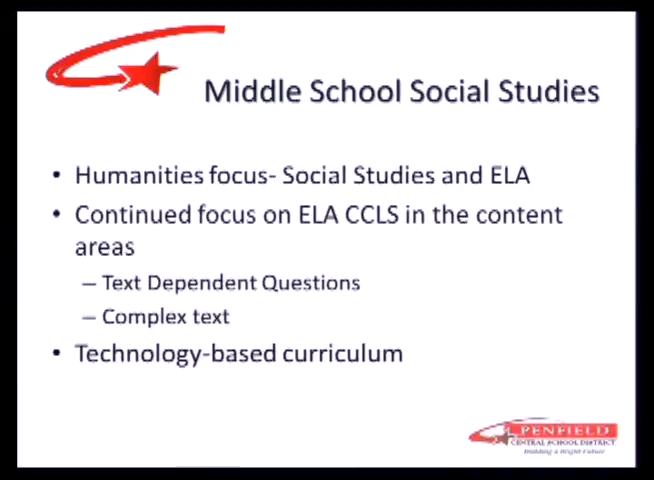 Middle School Social Studies
• Humanities focus- Social Studies and ELA
• Continued focus on ELA CCLS in the content
areas
– Text Dependent Questions
– Complex text
• Technology-based curriculum
PENFIELD
CENTRAL SCHOOL DISTRICT
Building a Bright Future